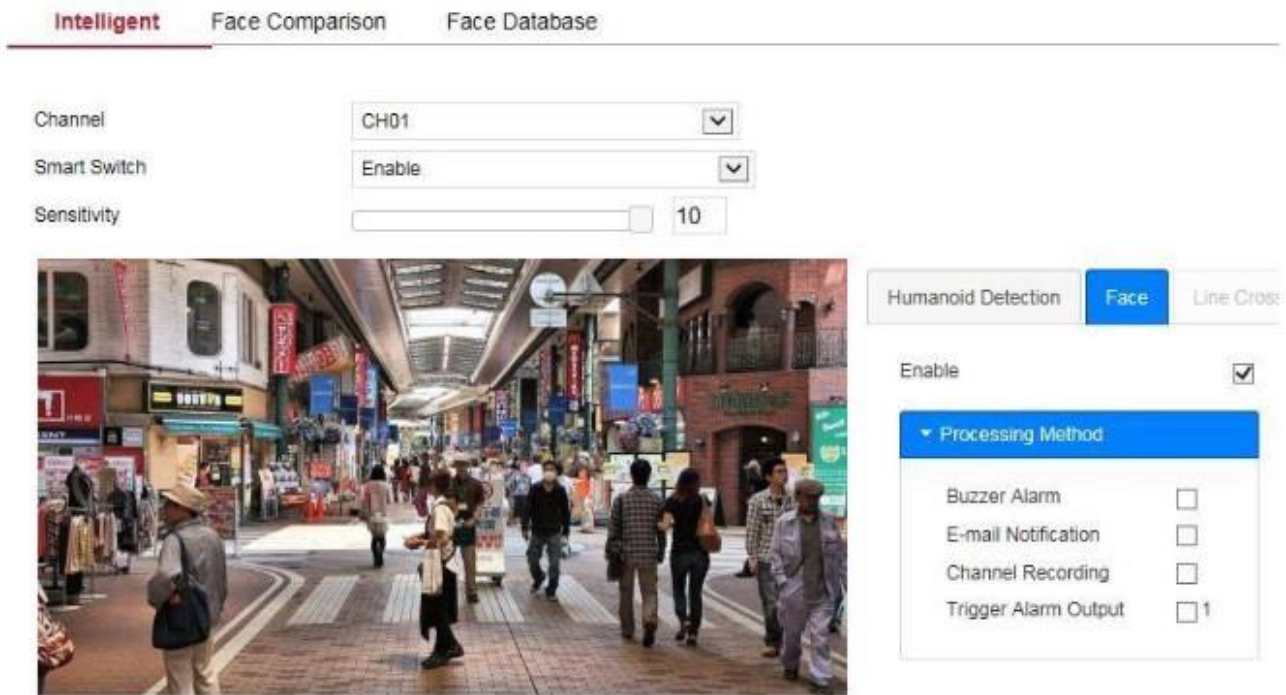 Intelligent Face Comparison Face Database
Channel CH01
Smart Switch Enable
Sensitivity 10
Humanoid Detection Face Line Cross
Enable
Processing Method
Buzzer Alarm
E-mail Notification
Channel Recording
Trigger Alarm Output 1